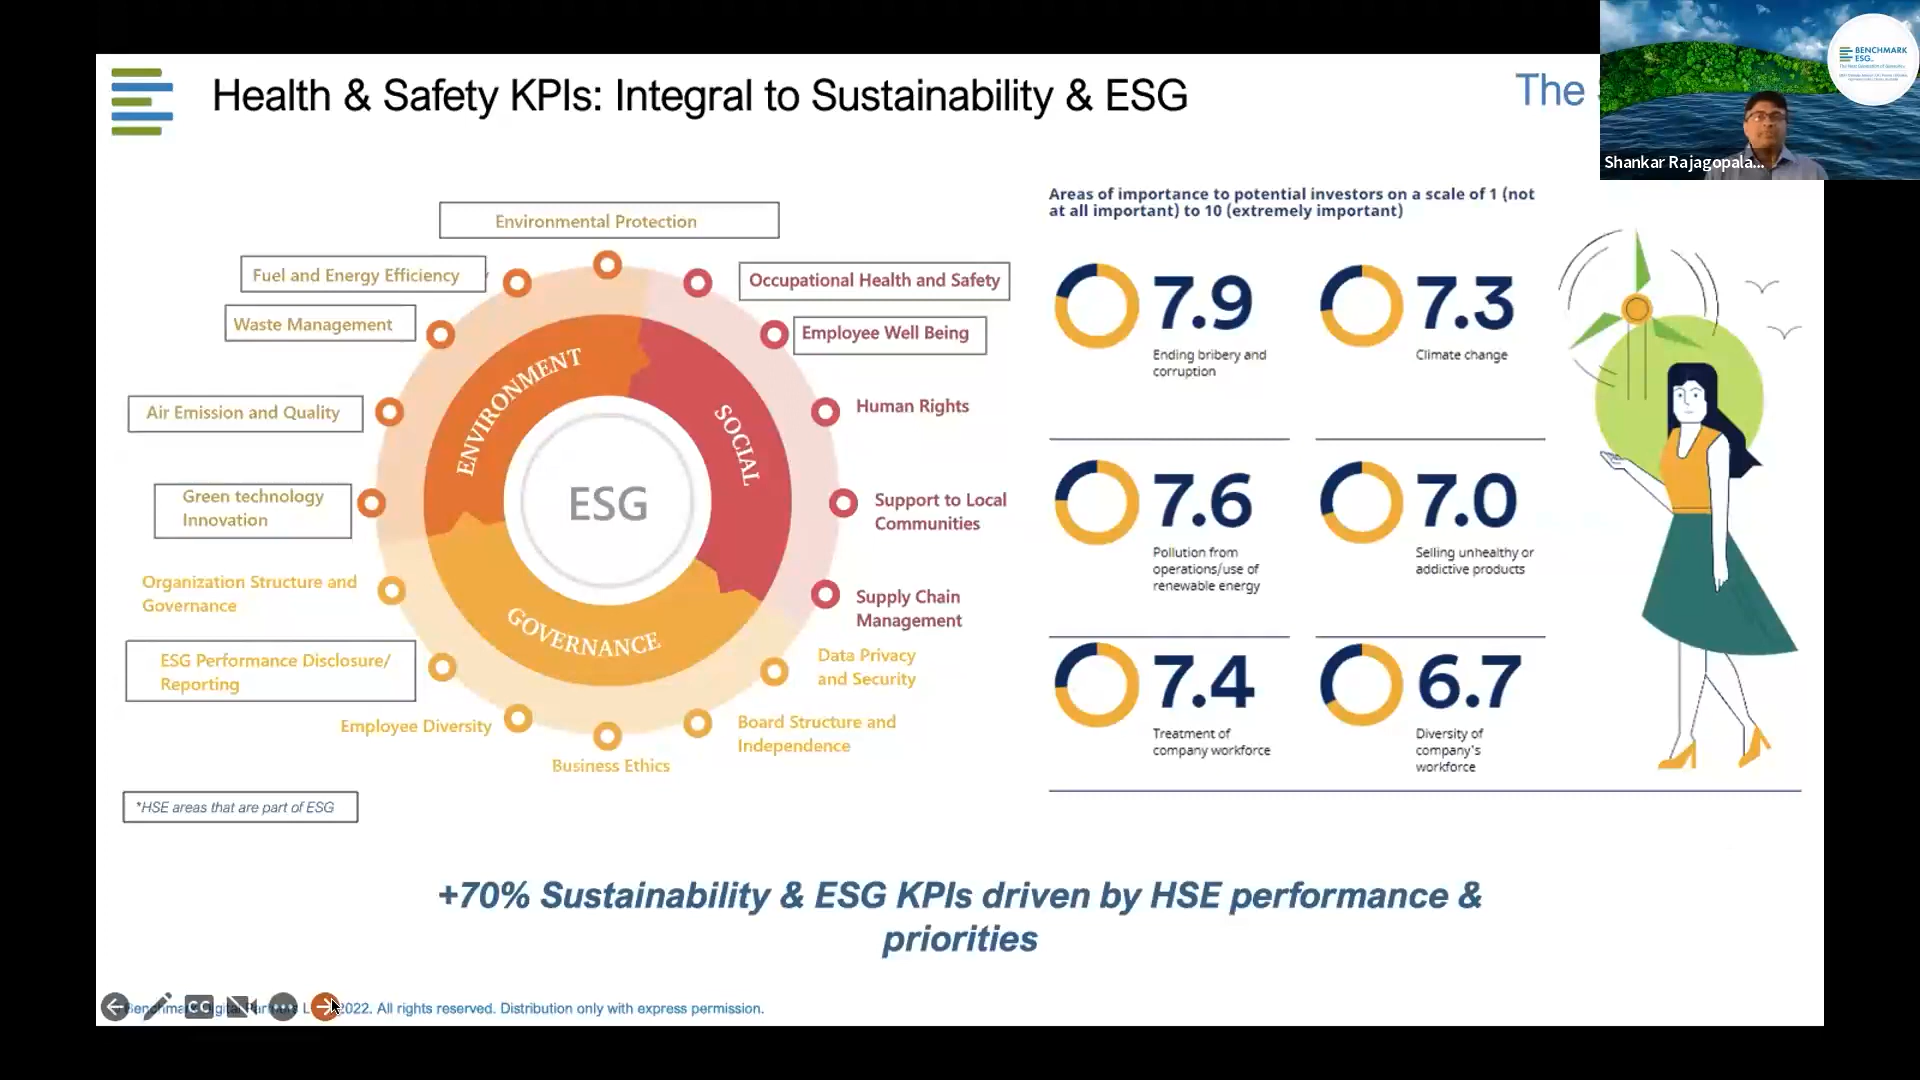 Health & Safety KPIs: Integral to Sustainability & ESG
The
BENCHMARK
ESG
Shankar Rajagopala...
Environmental Protection
Fuel and Energy Efficiency
Waste Management
Air Emission and Quality
Green technology
Innovation
Organization Structure and
Governance
ESG Performance Disclosure/
Reporting
Employee Diversity
Business Ethics
Board Structure and
Independence
Data Privacy
and Security
Supply Chain
Management
Support to Local
Communities
Human Rights
Employee Well Being
Occupational Health and Safety
ENVIRONMENT
SOCIAL
GOVERNANCE
ESG
*HSE areas that are part of ESG
Areas of importance to potential investors on a scale of 1 (not
at all important) to 10 (extremely important)
7.9
Ending bribery and
corruption
7.3
Climate change
7.6
Pollution from
operations/use of
renewable energy
7.0
Selling unhealthy or
addictive products
7.4
Treatment of
company workforce
6.7
Diversity of
company's
workforce
+70% Sustainability & ESG KPIs driven by HSE performance &
priorities
CC
2022. All rights reserved. Distribution only with express permission.